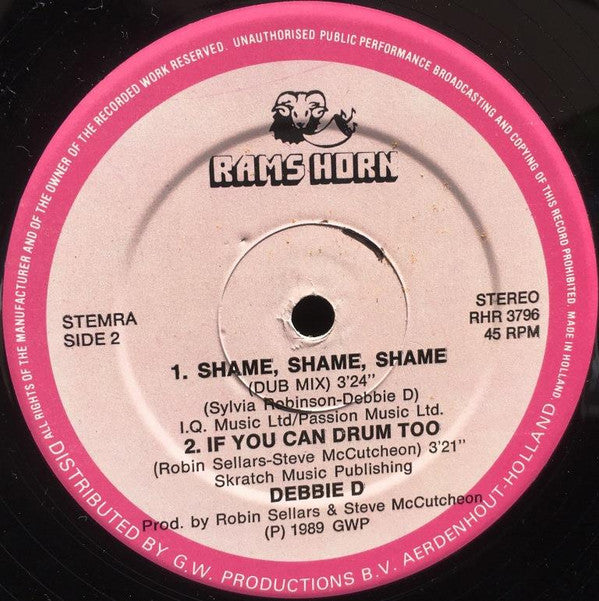 ALL RIGHTS OF THE MANUFACTURER AND OF THE OWNER OF THE RECORDED WORK RESERVED. UNAUTHORISED PUBLIC PERFORMANCE BROADCASTING AND COPYING OF THIS RECORD PROHIBITED. MADE IN HOLLAND
RAMS HORN
STEMRA
SIDE 2
STEREO
RHR 3796
45 RPM
1. SHAME, SHAME, SHAME
(DUB MIX) 3'24"
(Sylvia Robinson-Debbie D)
I.Q. Music Ltd/Passion Music Ltd.
2. IF YOU CAN DRUM TOO
(Robin Sellars-Steve McCutcheon) 3'21"
Skratch Music Publishing
DEBBIE D
Prod. by Robin Sellars & Steve McCutcheon
(P) 1989 GWP
DISTRIBUTED BY G.W. PRODUCTIONS B.V. AERDENHOUT-HOLLAND